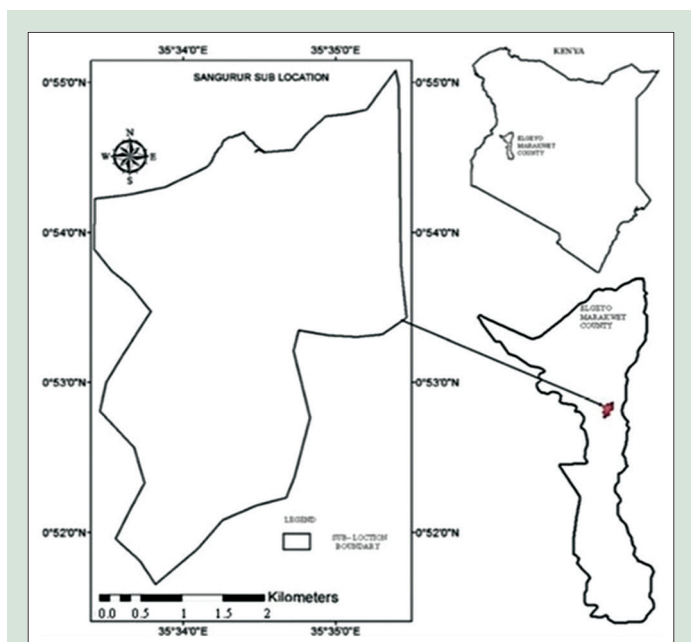 35°34'0"E 35°35'0"E
SANGURUR SUB LOCATION
0°55'0"N 0°55'0"N
N
W E
S
0°54'0"N 0°54'0"N
0°53'0"N 0°53'0"N
0°52'0"N 0°52'0"N
LEGEND
SUB-LOCTION
BOUNDARY
Kilometers
0.0 0.5 1 1.5 2
35°34'0"E 35°35'0"E
KENYA
ELGEYO
MARAKWET
COUNTY
ELGEYO
MARAKWET
COUNTY